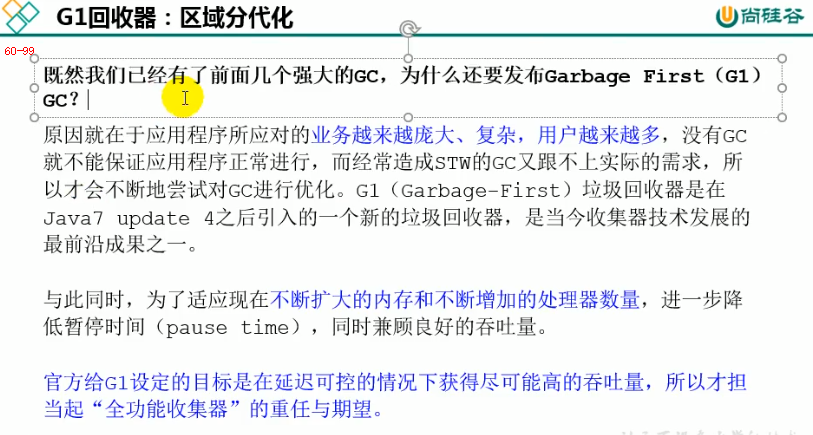 G1回收器：区域分代化
尚硅谷
60-99
既然我们已经有了前面几个强大的GC，为什么还要发布Garbage First（G1）
GC？
原因就在于应用程序所应对的业务越来越庞大、复杂，用户越来越多，没有GC
就不能保证应用程序正常进行，而经常造成STW的GC又跟不上实际的需求，所
以才会不断地尝试对GC进行优化。G1（Garbage-First）垃圾回收器是在
Java7 update 4之后引入的一个新的垃圾回收器，是当今收集器技术发展的
最前沿成果之一。
与此同时，为了适应现在不断扩大的内存和不断增加的处理器数量，进一步降
低暂停时间（pause time），同时兼顾良好的吞吐量。
官方给G1设定的目标是在延迟可控的情况下获得尽可能高的吞吐量，所以才担
当起“全功能收集器”的重任与期望。